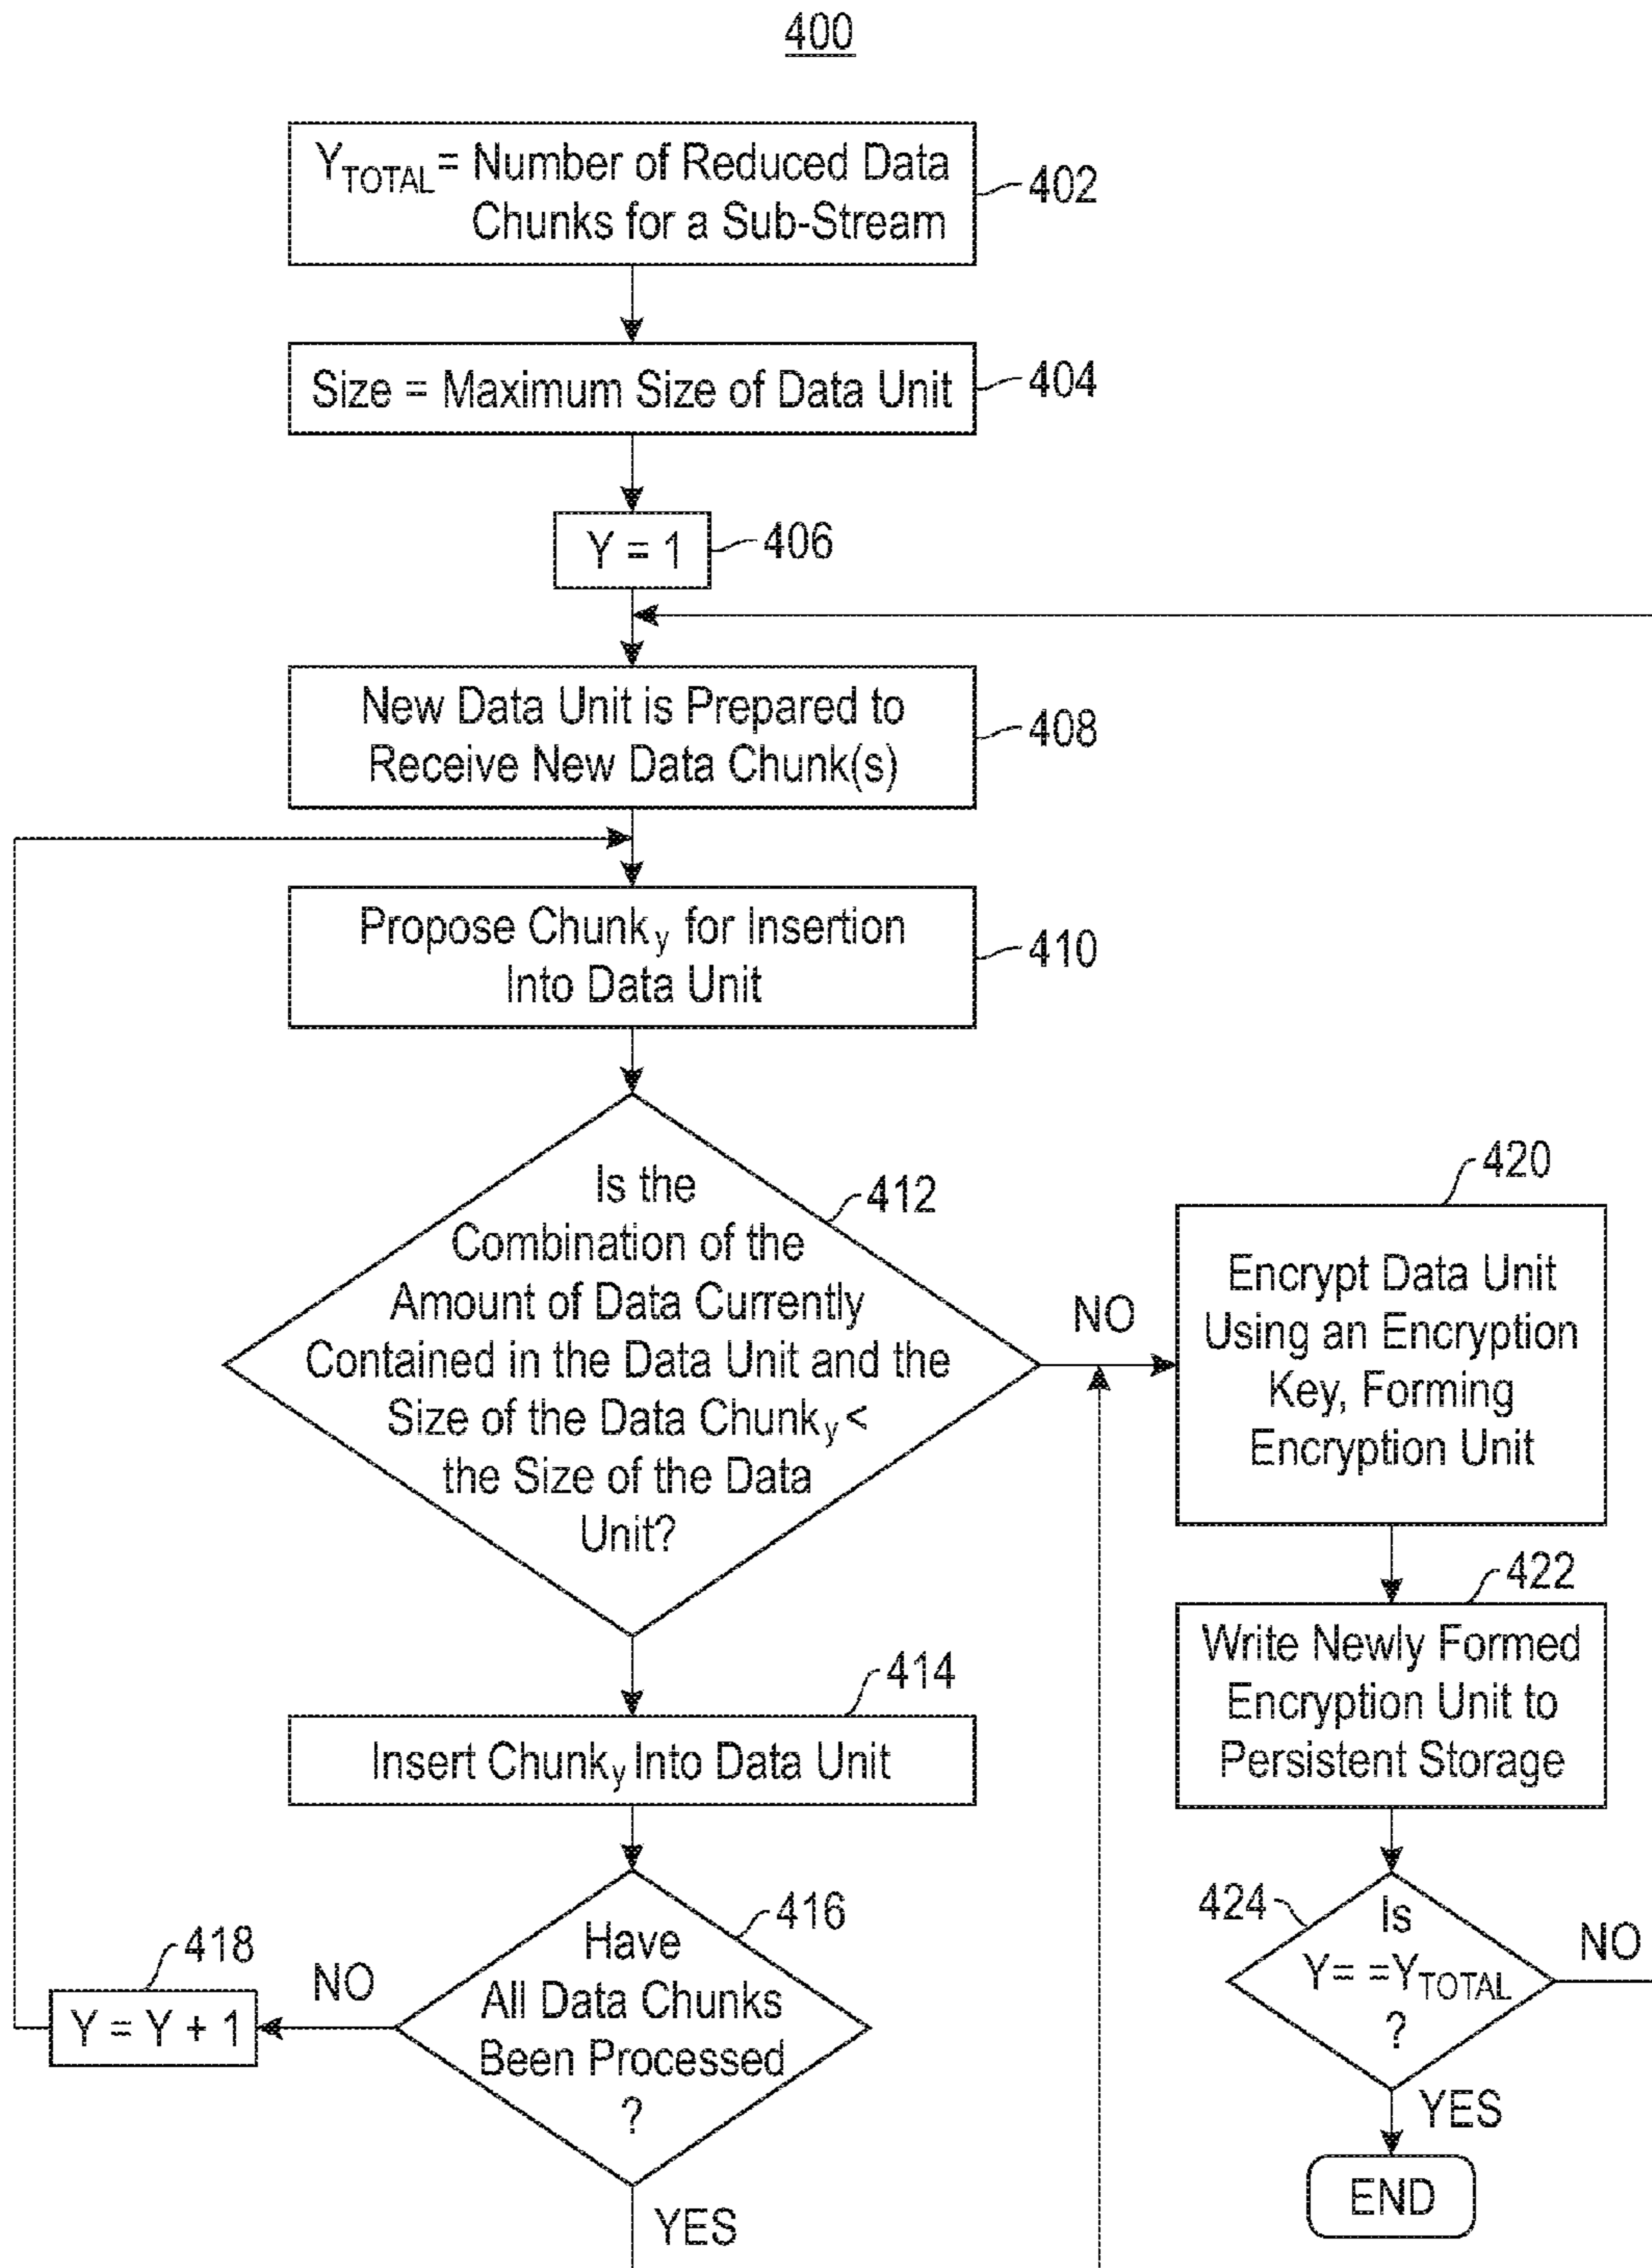 400
Y_TOTAL = Number of Reduced Data
Chunks for a Sub-Stream
402
Size = Maximum Size of Data Unit
404
Y = 1
406
New Data Unit is Prepared to
Receive New Data Chunk(s)
408
Propose Chunk_y for Insertion
Into Data Unit
410
Is the
Combination of the
Amount of Data Currently
Contained in the Data Unit and the
Size of the Data Chunk_y <
the Size of the Data
Unit?
412
NO
420
Encrypt Data Unit
Using an Encryption
Key, Forming
Encryption Unit
422
Write Newly Formed
Encryption Unit to
Persistent Storage
414
Insert Chunk_y Into Data Unit
416
Have
All Data Chunks
Been Processed
?
NO
418
Y = Y + 1
YES
424
Is
Y= =Y_TOTAL
?
NO
YES
END